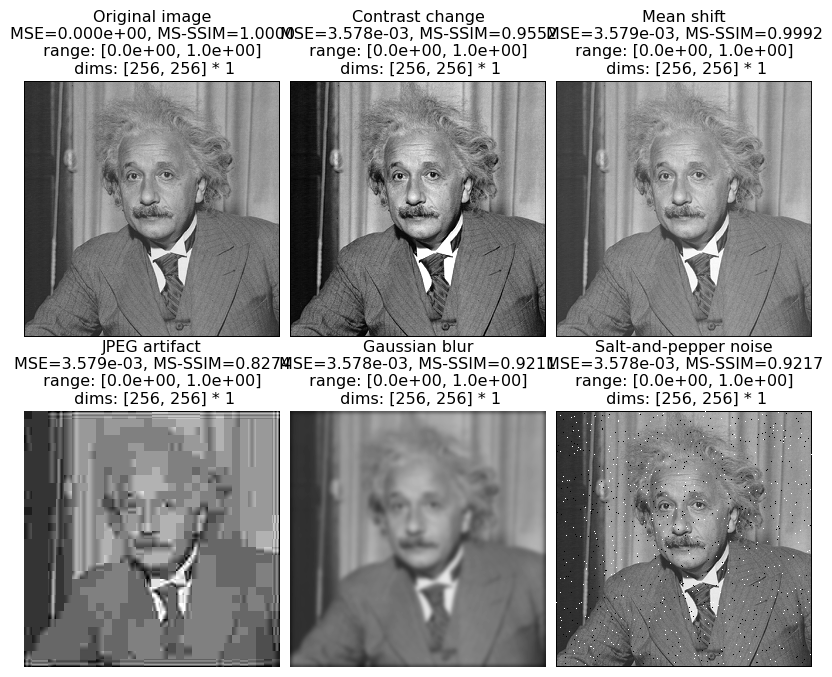 Original image
MSE=0.000e+00, MS-SSIM=1.0000
range: [0.0e+00, 1.0e+00]
dims: [256, 256] * 1
Contrast change
MSE=3.578e-03, MS-SSIM=0.9552
range: [0.0e+00, 1.0e+00]
dims: [256, 256] * 1
Mean shift
MSE=3.579e-03, MS-SSIM=0.9992
range: [0.0e+00, 1.0e+00]
dims: [256, 256] * 1
JPEG artifact
MSE=3.579e-03, MS-SSIM=0.8274
range: [0.0e+00, 1.0e+00]
dims: [256, 256] * 1
Gaussian blur
MSE=3.578e-03, MS-SSIM=0.9211
range: [0.0e+00, 1.0e+00]
dims: [256, 256] * 1
Salt-and-pepper noise
MSE=3.578e-03, MS-SSIM=0.9217
range: [0.0e+00, 1.0e+00]
dims: [256, 256] * 1